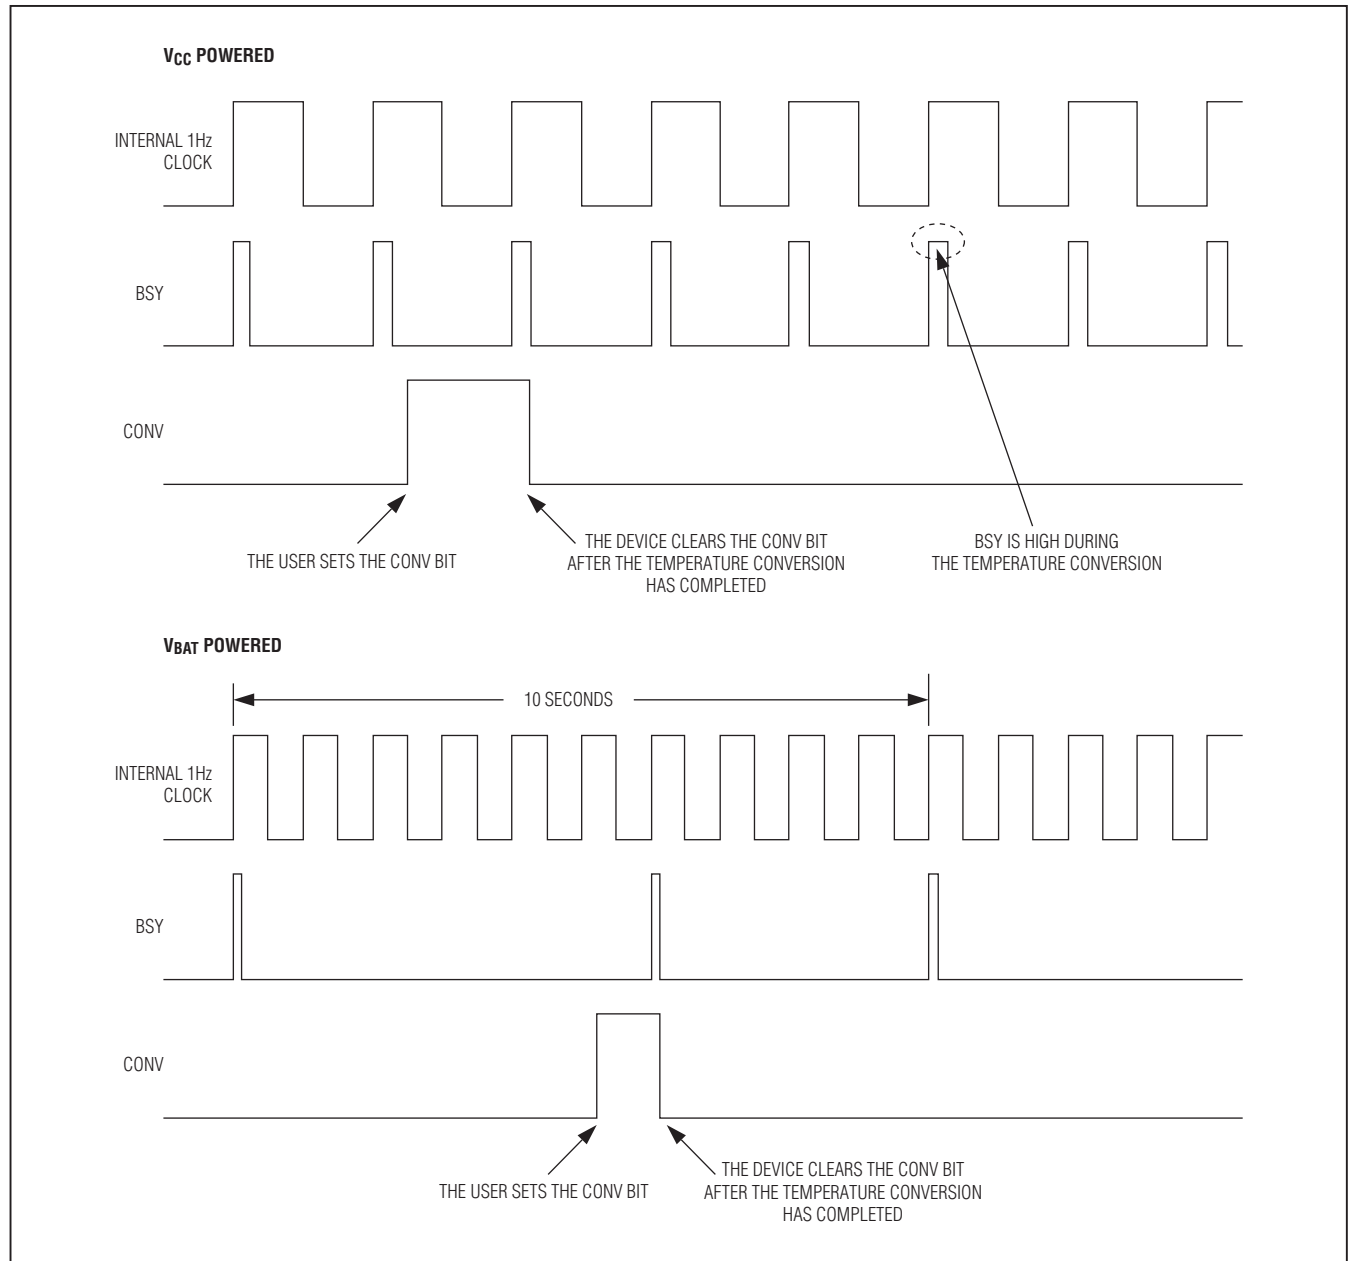 VCC POWERED
INTERNAL 1Hz
CLOCK
BSY
CONV
THE USER SETS THE CONV BIT
THE DEVICE CLEARS THE CONV BIT
AFTER THE TEMPERATURE CONVERSION
HAS COMPLETED
BSY IS HIGH DURING
THE TEMPERATURE CONVERSION
VBAT POWERED
10 SECONDS
INTERNAL 1Hz
CLOCK
BSY
CONV
THE USER SETS THE CONV BIT
THE DEVICE CLEARS THE CONV BIT
AFTER THE TEMPERATURE CONVERSION
HAS COMPLETED